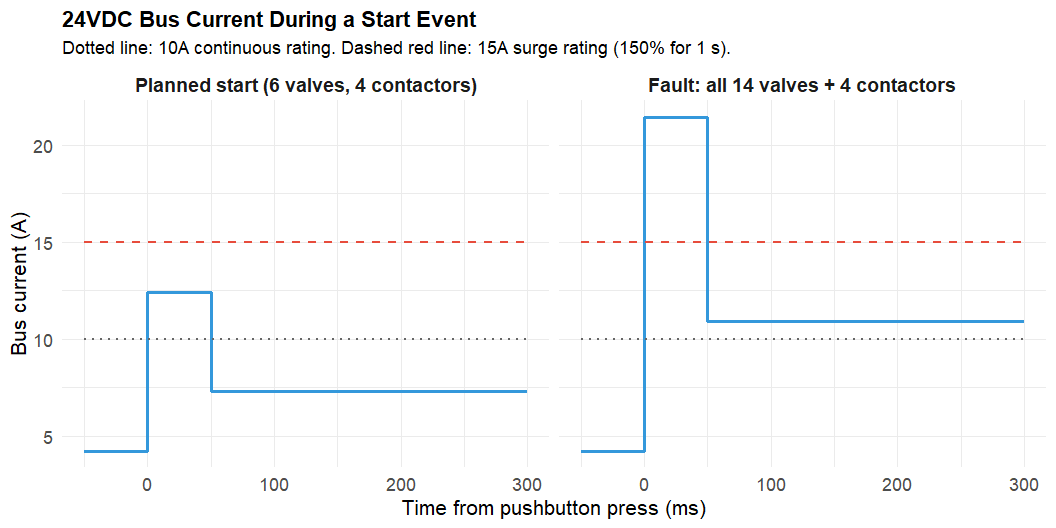 24VDC Bus Current During a Start Event
Dotted line: 10A continuous rating. Dashed red line: 15A surge rating (150% for 1 s).
Planned start (6 valves, 4 contactors)
Fault: all 14 valves + 4 contactors
Bus current (A)
20
15
10
5
0
100
200
300
0
100
200
300
Time from pushbutton press (ms)